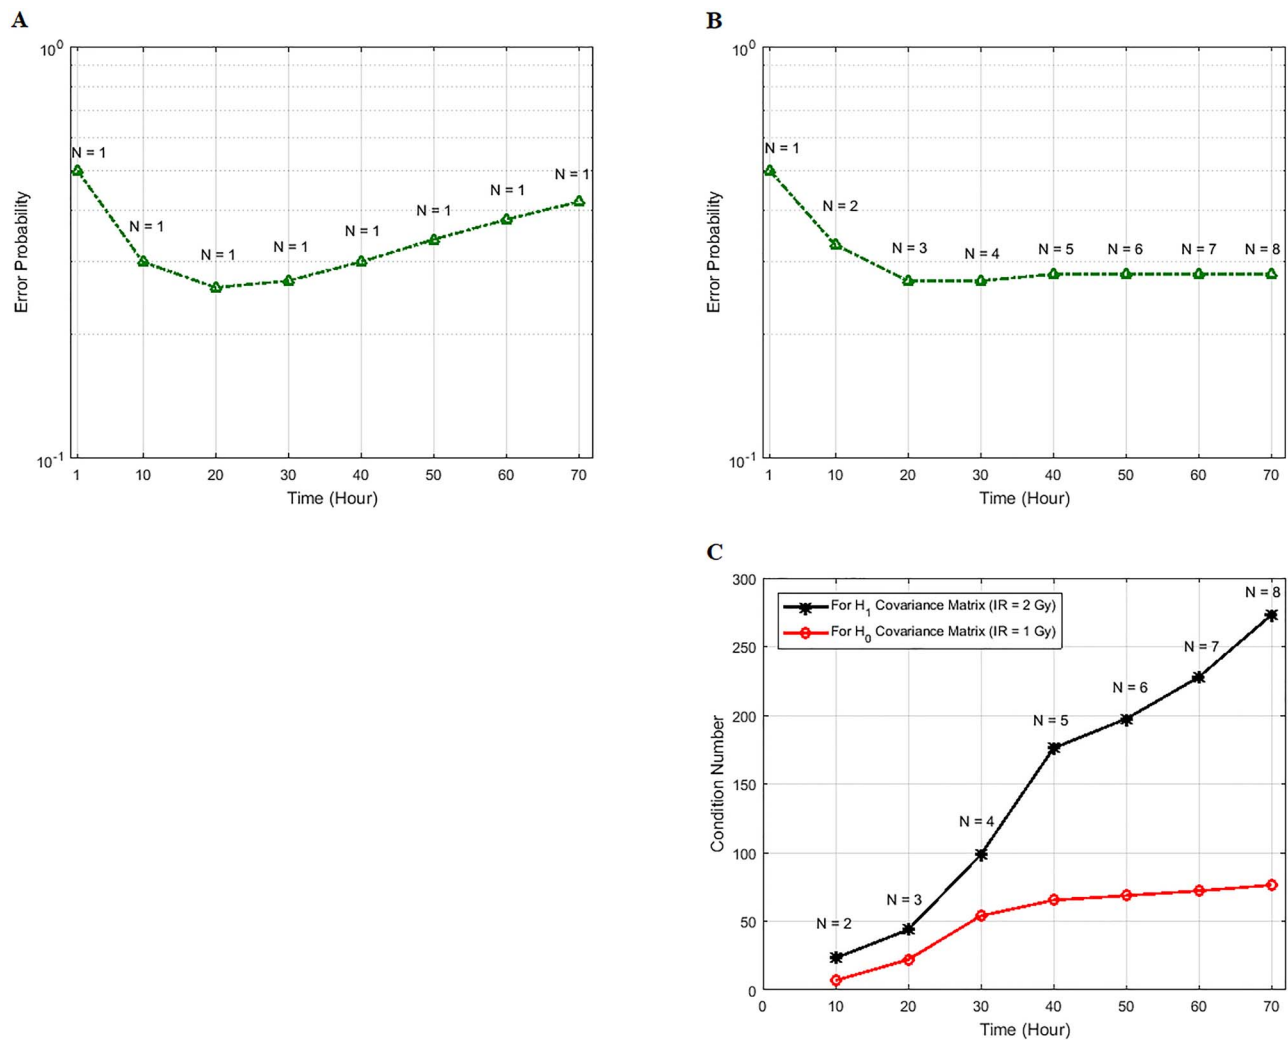 A
10^0
N = 1
N = 1
N = 1
N = 1
N = 1
N = 1
N = 1
N = 1
Error Probability
10^-1
1 10 20 30 40 50 60 70
Time (Hour)
B
10^0
N = 1
N = 2
N = 3
N = 4
N = 5
N = 6
N = 7
N = 8
Error Probability
10^-1
1 10 20 30 40 50 60 70
Time (Hour)
C
300
250
200
150
100
50
0
Condition Number
For H_1 Covariance Matrix (IR = 2 Gy)
For H_0 Covariance Matrix (IR = 1 Gy)
N = 2
N = 3
N = 4
N = 5
N = 6
N = 7
N = 8
0 10 20 30 40 50 60 70
Time (Hour)